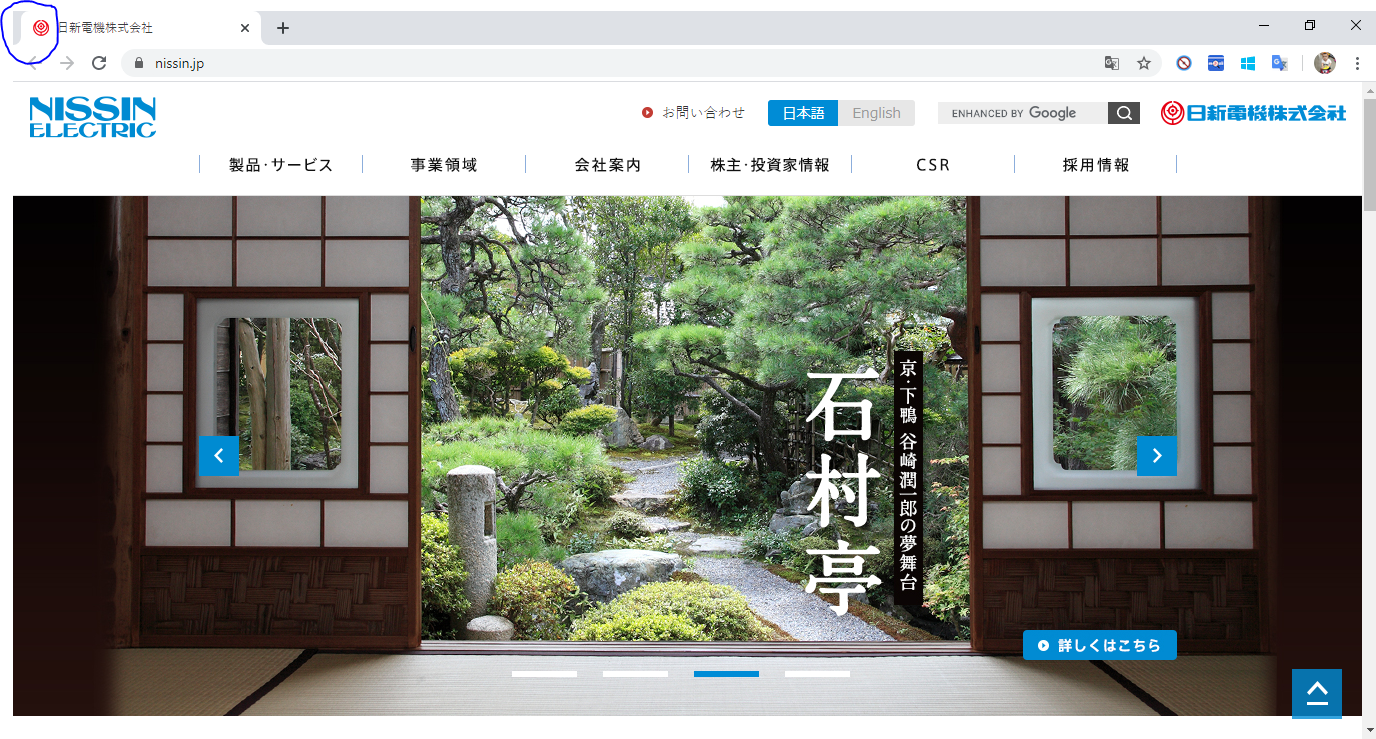 日新電機株式会社
nissin.jp
NISSIN
ELECTRIC
お問い合わせ
日本語
English
ENHANCED BY Google
日新電機株式会社
製品・サービス
事業領域
会社案内
株主・投資家情報
CSR
採用情報
石村亭
京・下鴨 谷崎潤一郎の夢舞台
詳しくはこちら